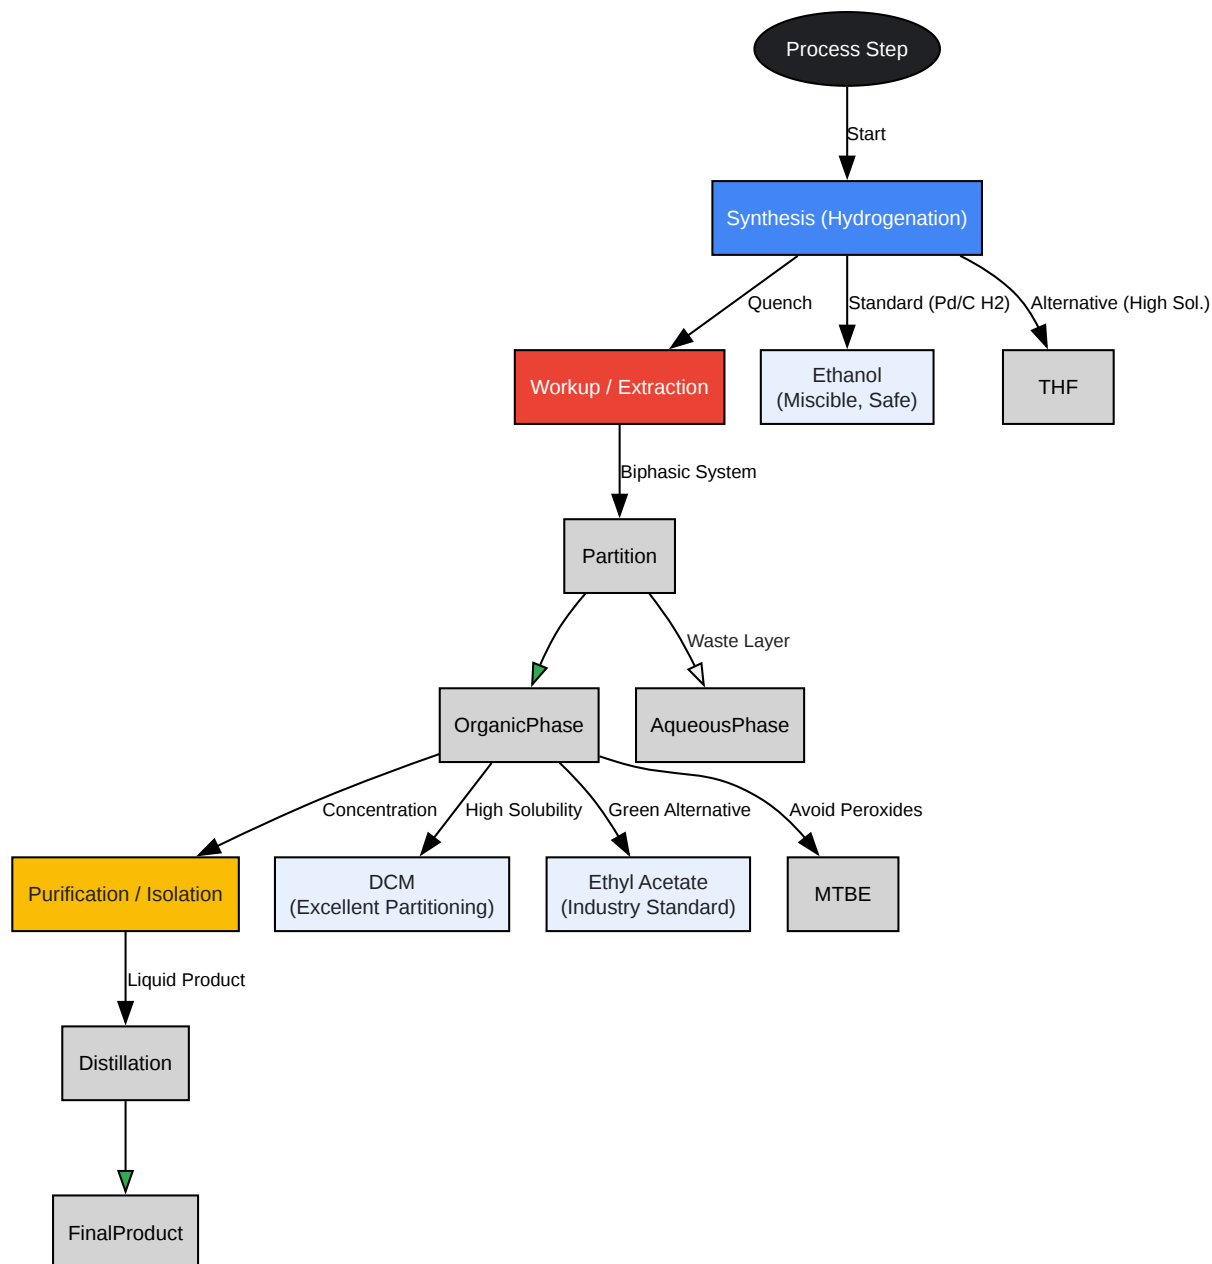 Process Step
Start
Synthesis (Hydrogenation)
Quench
Standard (Pd/C H2)
Alternative (High Sol.)
Workup / Extraction
Ethanol
(Miscible, Safe)
THF
Biphasic System
Partition
Waste Layer
OrganicPhase
AqueousPhase
Concentration
High Solubility
Green Alternative
Avoid Peroxides
Purification / Isolation
DCM
(Excellent Partitioning)
Ethyl Acetate
(Industry Standard)
MTBE
Liquid Product
Distillation
FinalProduct